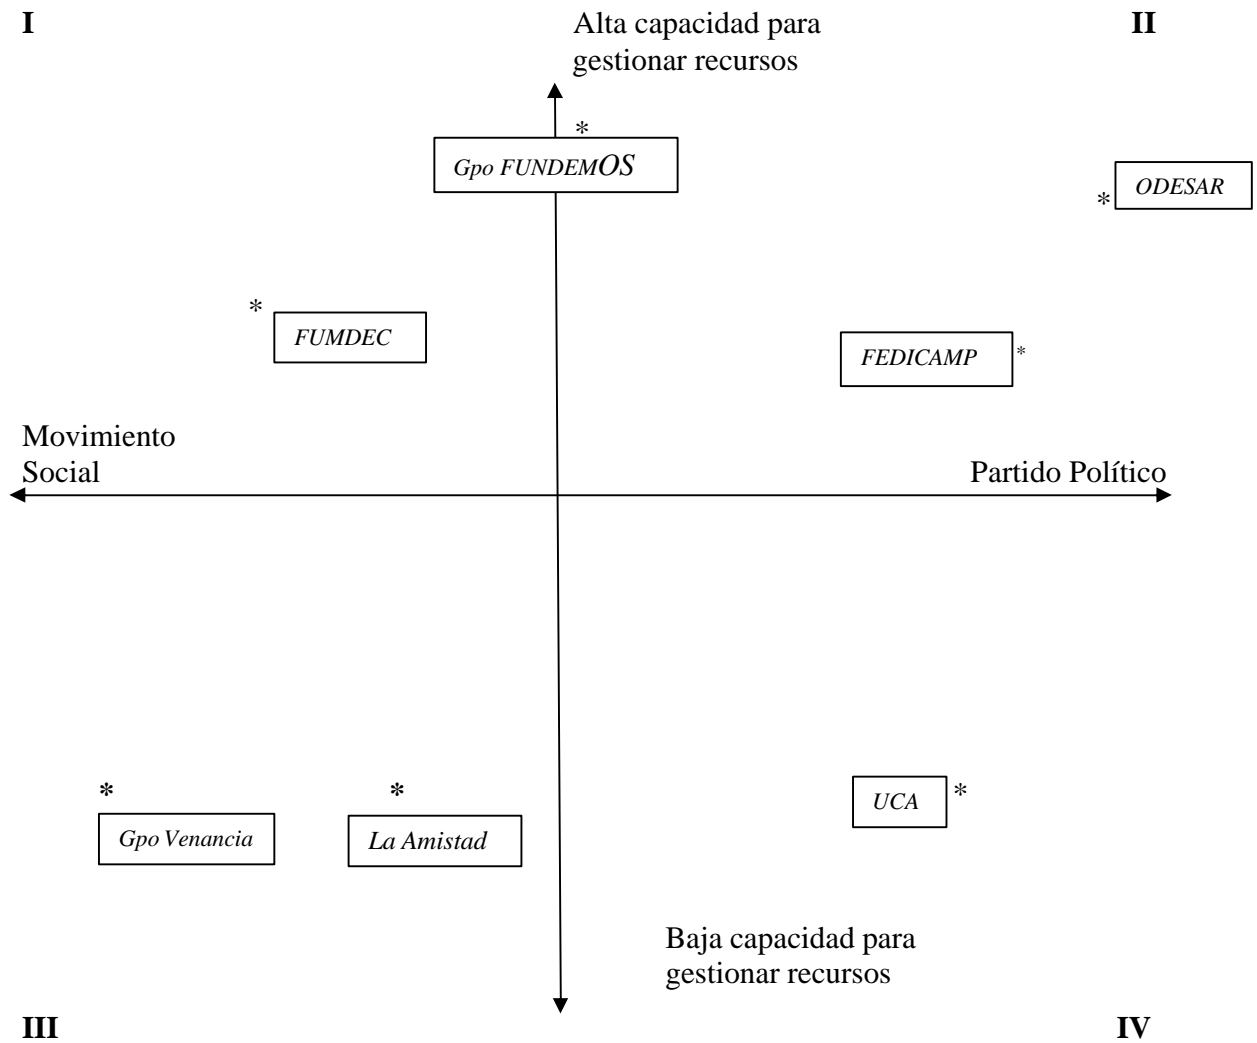 I
Alta capacidad para
gestionar recursos
II
*
Gpo FUNDEMOS
ODESAR
*
*
FUMDEC
FEDICAMP
*
Movimiento
Social
Partido Político
*
*
UCA
*
Gpo Venancia
La Amistad
Baja capacidad para
gestionar recursos
III
IV